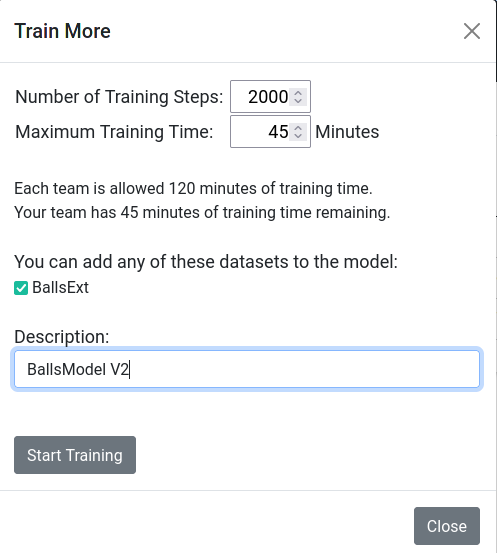 Train More
Number of Training Steps: 2000
Maximum Training Time: 45 Minutes
Each team is allowed 120 minutes of training time.
Your team has 45 minutes of training time remaining.
You can add any of these datasets to the model:
BallsExt
Description:
BallsModel V2
Start Training
Close